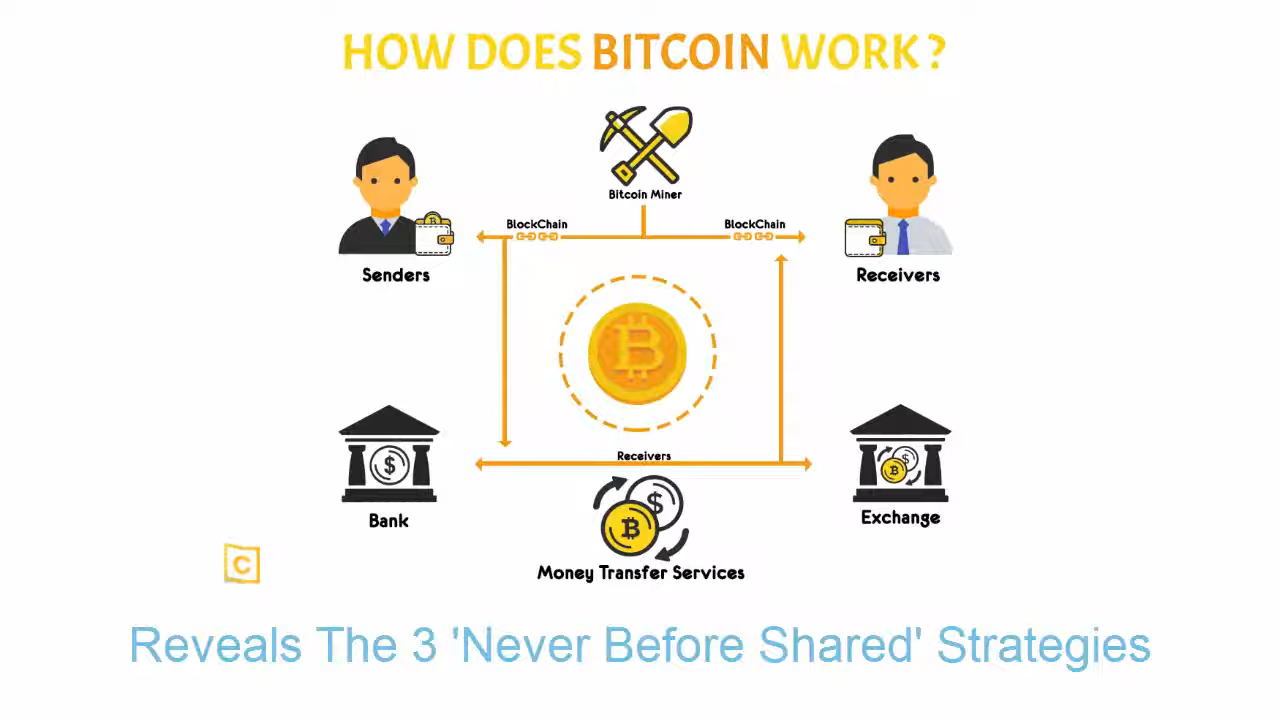 HOW DOES BITCOIN WORK ?
Bitcoin Miner
BlockChain
BlockChain
Senders
Receivers
Receivers
$
Bank
$
Exchange
$
Money Transfer Services
C
Reveals The 3 'Never Before Shared' Strategies